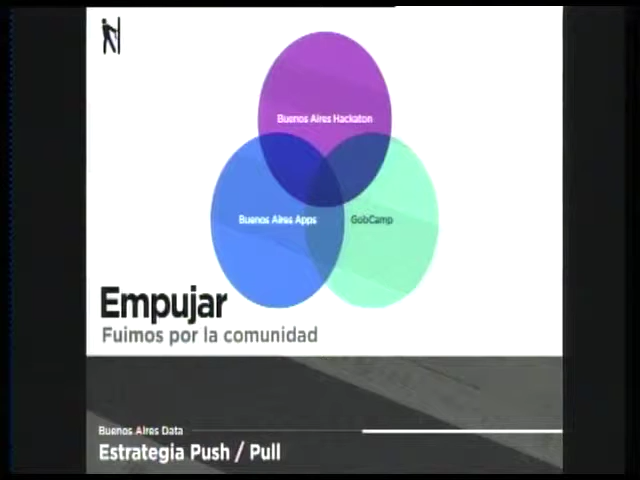 Buenos Aires Hackaton
Buenos Aires Apps
GobCamp
Empujar
Fuimos por la comunidad
Buenos Aires Data
Estrategia Push / Pull